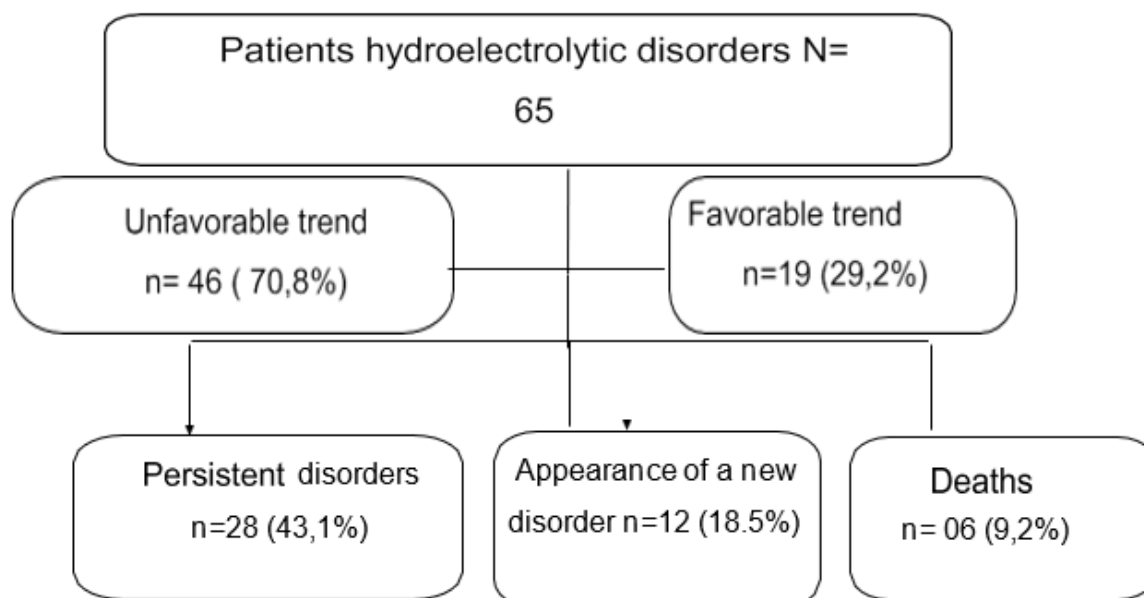 Patients hydroelectrolytic disorders N=
65
Unfavorable trend
n= 46 ( 70,8%)
Favorable trend
n=19 (29,2%)
Persistent disorders
n=28 (43,1%)
Appearance of a new
disorder n=12 (18.5%)
Deaths
n= 06 (9,2%)